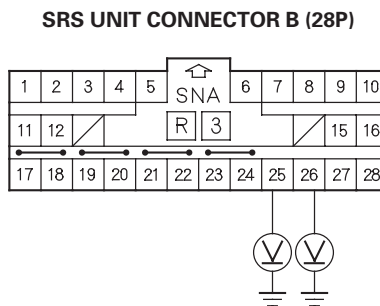 SRS UNIT CONNECTOR B (28P)
1 2 3 4 5 SNA 6 7 8 9 10
11 12 R 3 15 16
17 18 19 20 21 22 23 24 25 26 27 28
V V